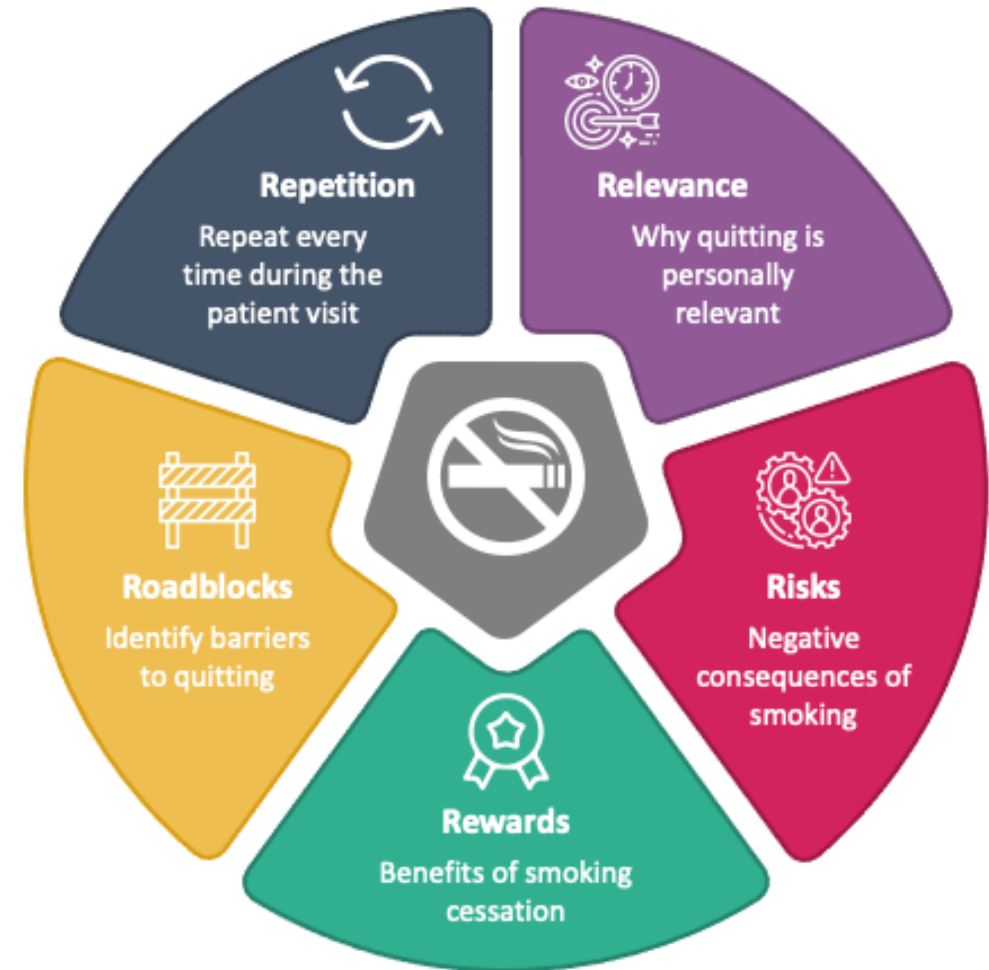 Repetition
Repeat every
time during the
patient visit
Relevance
Why quitting is
personally
relevant
Roadblocks
Identify barriers
to quitting
Risks
Negative
consequences of
smoking
Rewards
Benefits of smoking
cessation